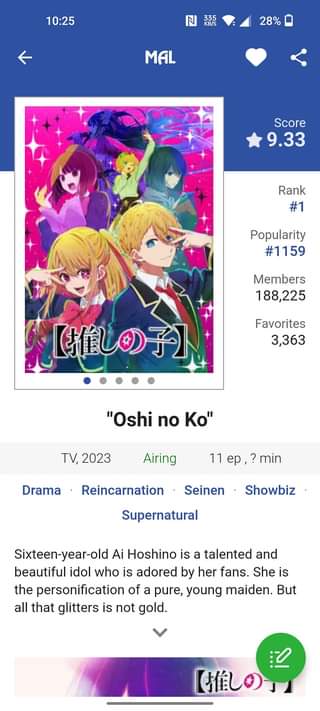 10:25
335 KB/s
28%
MAL
Score
9.33
Rank
#1
Popularity
#1159
Members
188,225
Favorites
3,363
【推しの子】
"Oshi no Ko"
TV, 2023 Airing 11 ep , ? min
Drama · Reincarnation · Seinen · Showbiz ·
Supernatural
Sixteen-year-old Ai Hoshino is a talented and
beautiful idol who is adored by her fans. She is
the personification of a pure, young maiden. But
all that glitters is not gold.
【推しの子】